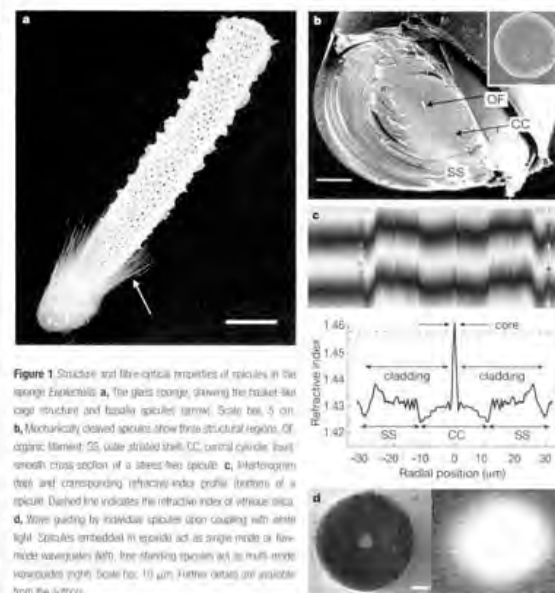 a
b
OF
CC
SS
c
1.46
core
1.45
cladding
cladding
1.44
1.43
1.42
SS
CC
SS
Refractive index
-30 -20 -10 0 10 20 30
Radial position (µm)
d
Figure 1 Structure and fibre-optical properties of spicules in the
sponge Euplectella. a, The glass sponge, showing the basket-like
cage structure and basalia spicules (arrow). Scale bar, 5 cm.
b, Mechanically cleaved spicules show three structural regions. OF,
organic filament; SS, outer striated shell; CC, central cylinder. Inset,
smooth cross-section of a stress-free spicule. c, Interferogram
(top) and corresponding refractive-index profile (bottom) of a
spicule. Dashed line indicates the refractive index of vitreous silica.
d, Wave guiding by individual spicules upon coupling with white
light. Spicules embedded in epoxide act as single-mode or few-
mode waveguides (left); free-standing spicules act as multi-mode
waveguides (right). Scale bar, 10 µm. Further details are available
from the authors.